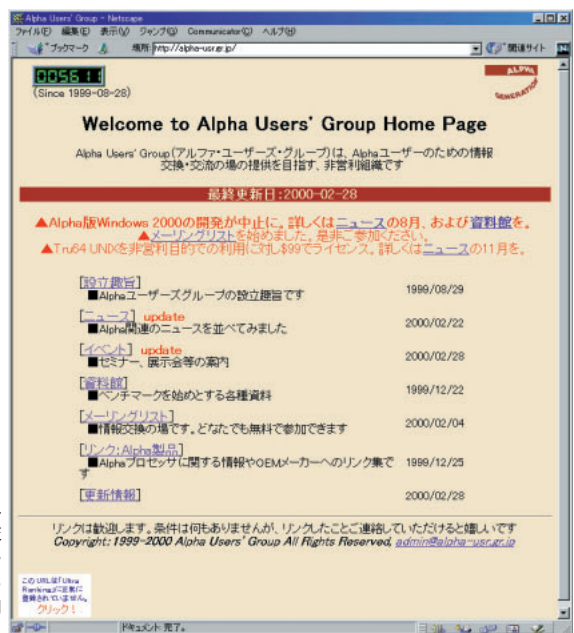 Alpha Users' Group - Netscape
ファイル(F) 編集(E) 表示(V) ジャンプ(G) Communicator(C) ヘルプ(H)
ブックマーク 場所: http://alpha-usr.gr.jp/ 関連サイト
005611
ALPHA
GENERATION
(Since 1999-08-28)
Welcome to Alpha Users' Group Home Page
Alpha Users' Group(アルファ・ユーザーズ・グループ)は、Alphaユーザーのための情報
交換・交流の場の提供を目指す、非営利組織です
最終更新日:2000-02-28
▲Alpha版Windows 2000の開発が中止に。詳しくはニュースの8月、および資料館を。
▲メーリングリストを始めました。是非ご参加ください。
▲Tru64 UNIXを非営利目的での利用に対し$99でライセンス。詳しくはニュースの11月を。
[設立趣旨]
■Alphaユーザーズグループの設立趣旨です 1999/08/29
[ニュース] update
■Alpha関連のニュースを並べてみました 2000/02/22
[イベント] update
■セミナー、展示会等の案内 2000/02/28
[資料館]
■ベンチマークを始めとする各種資料 1999/12/22
[メーリングリスト]
■情報交換の場です。どなたでも無料で参加できます 2000/02/04
[リンク:Alpha製品]
■Alphaプロセッサに関する情報やOEMメーカーへのリンク集で
す 1999/12/25
[更新情報] 2000/02/28
リンクは歓迎します。条件は何もありませんが、リンクしたことご連絡していただけると嬉しいです
Copyright: 1999-2000 Alpha Users' Group All Rights Reserved, admin@alpha-usr.gr.jp
このURLは「Ultra
Ranking」に正常に
登録されていません。
クリック!
ドキュメント:完了。